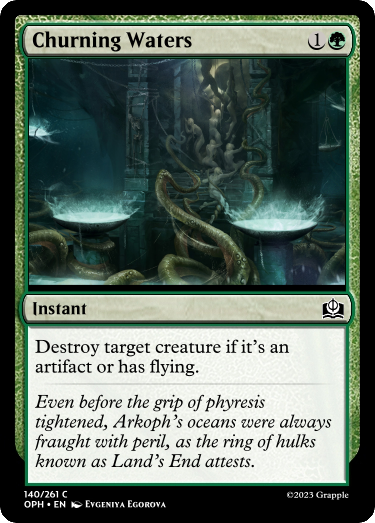 Churning Waters 1
Instant
Destroy target creature if it's an
artifact or has flying.
Even before the grip of phyresis
tightened, Arkoph's oceans were always
fraught with peril, as the ring of hulks
known as Land's End attests.
140/261 C
OPH • EN Evgeniya Egorova
©2023 Grapple